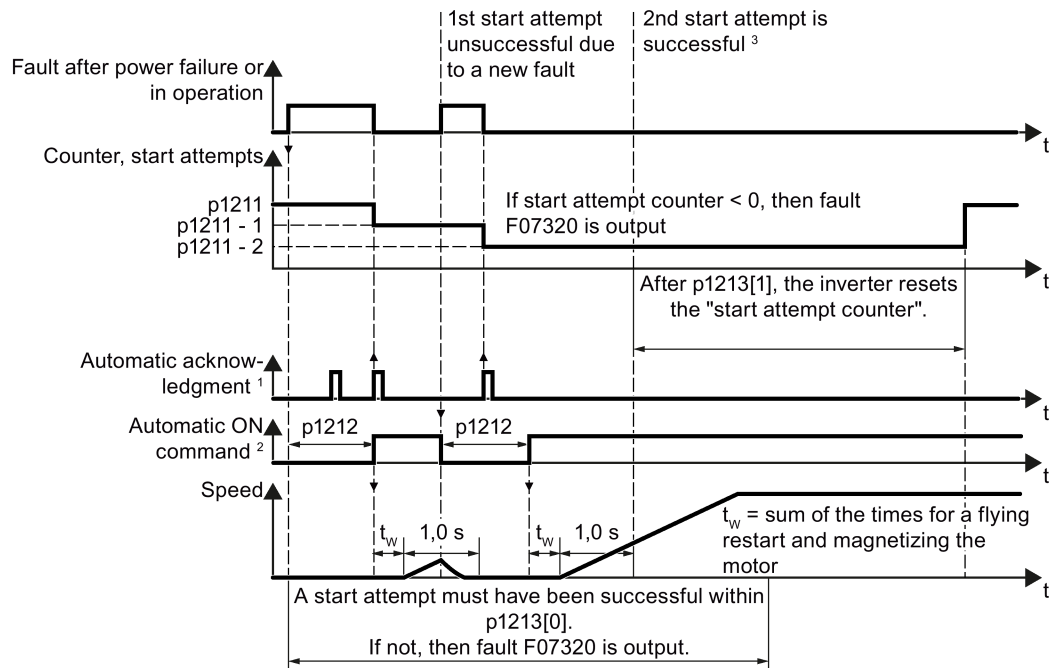 1st start attempt
unsuccessful due
to a new fault
2nd start attempt is
successful ³
Fault after power failure or
in operation
t
Counter, start attempts
p1211
p1211 - 1
p1211 - 2
If start attempt counter < 0, then fault
F07320 is output
t
After p1213[1], the inverter resets
the "start attempt counter".
Automatic acknow-
ledgment ¹
t
Automatic ON
command ²
p1212
p1212
t
Speed
t_w
1,0 s
t_w
1,0 s
t_w = sum of the times for a flying
restart and magnetizing the
motor
t
A start attempt must have been successful within
p1213[0].
If not, then fault F07320 is output.